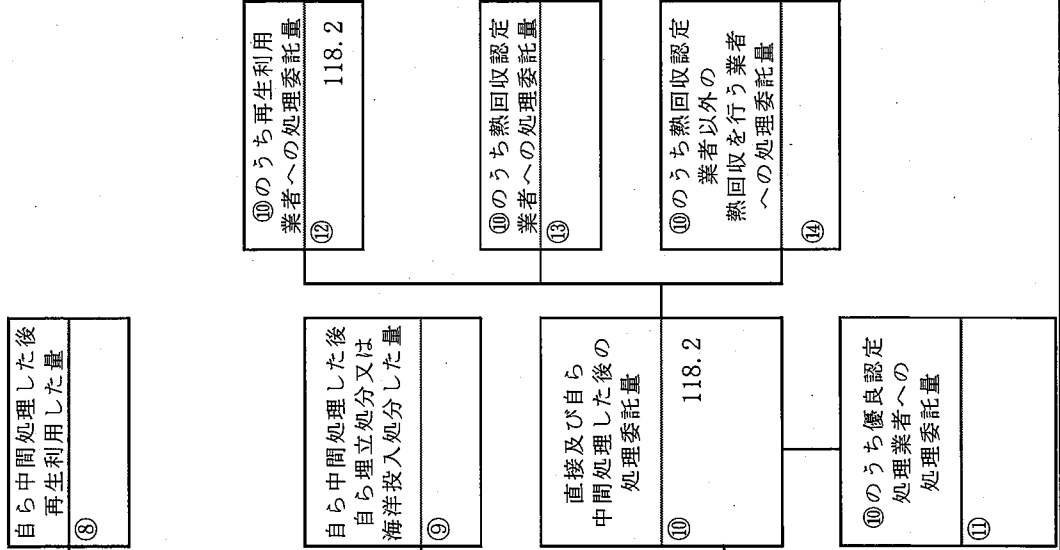 自ら中間処理した後
再生利用した量
⑧
自ら中間処理した後
自ら埋立処分又は
海洋投入処分した量
⑨
直接及び自ら
中間処理した後の
処理委託量
⑩
118.2
⑩のうち優良認定
処理業者への
処理委託量
⑪
⑩のうち再生利用
業者への処理委託量
⑫
118.2
⑩のうち熱回収認定
業者への処理委託量
⑬
⑩のうち熱回収認定
業者以外の
熱回収を行う業者
への処理委託量
⑭